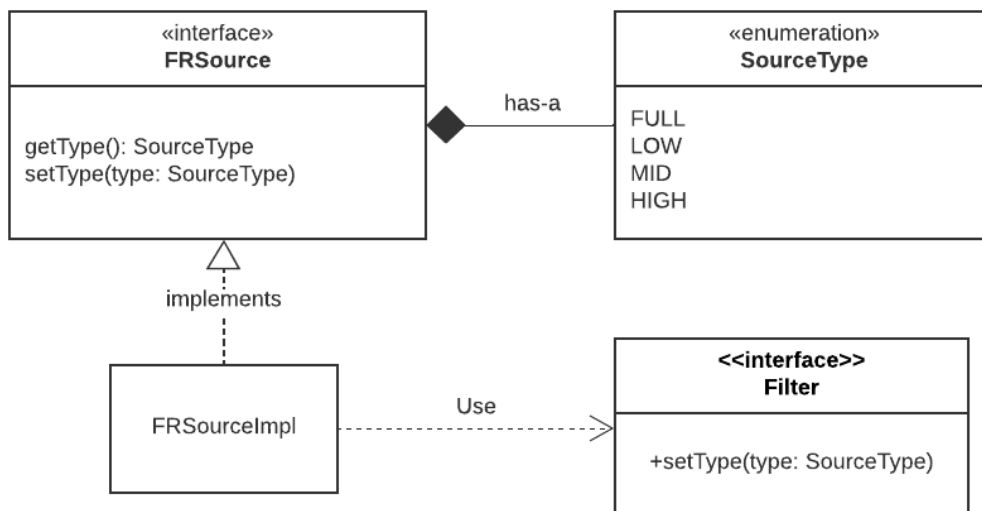 «interface»
FRSource
getType(): SourceType
setType(type: SourceType)
has-a
«enumeration»
SourceType
FULL
LOW
MID
HIGH
implements
FRSourceImpl
Use
<<interface>>
Filter
+setType(type: SourceType)